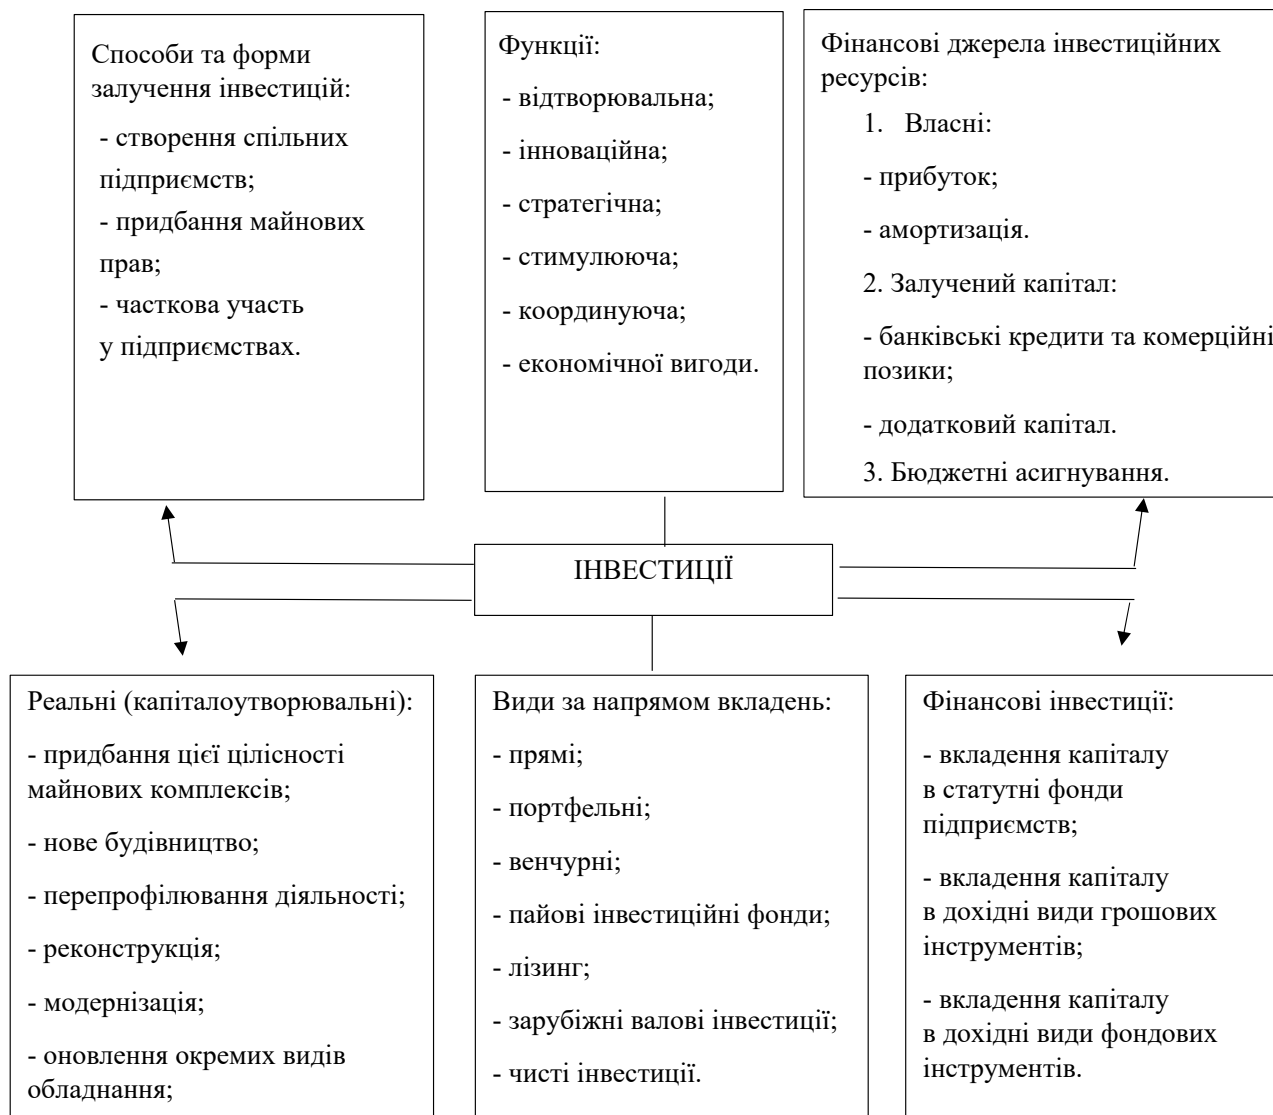 Способи та форми
залучення інвестицій:
- створення спільних
підприємств;
- придбання майнових
прав;
- часткова участь
у підприємствах.
Функції:
- відтворювальна;
- інноваційна;
- стратегічна;
- стимулююча;
- координуюча;
- економічної вигоди.
Фінансові джерела інвестиційних
ресурсів:
1. Власні:
- прибуток;
- амортизація.
2. Залучений капітал:
- банківські кредити та комерційні
позики;
- додатковий капітал.
3. Бюджетні асигнування.
ІНВЕСТИЦІЇ
Реальні (капіталоутворювальні):
- придбання цієї цілісності
майнових комплексів;
- нове будівництво;
- перепрофілювання діяльності;
- реконструкція;
- модернізація;
- оновлення окремих видів
обладнання;
Види за напрямом вкладень:
- прямі;
- портфельні;
- венчурні;
- пайові інвестиційні фонди;
- лізинг;
- зарубіжні валові інвестиції;
- чисті інвестиції.
Фінансові інвестиції:
- вкладення капіталу
в статутні фонди
підприємств;
- вкладення капіталу
в дохідні види грошових
інструментів;
- вкладення капіталу
в дохідні види фондових
інструментів.